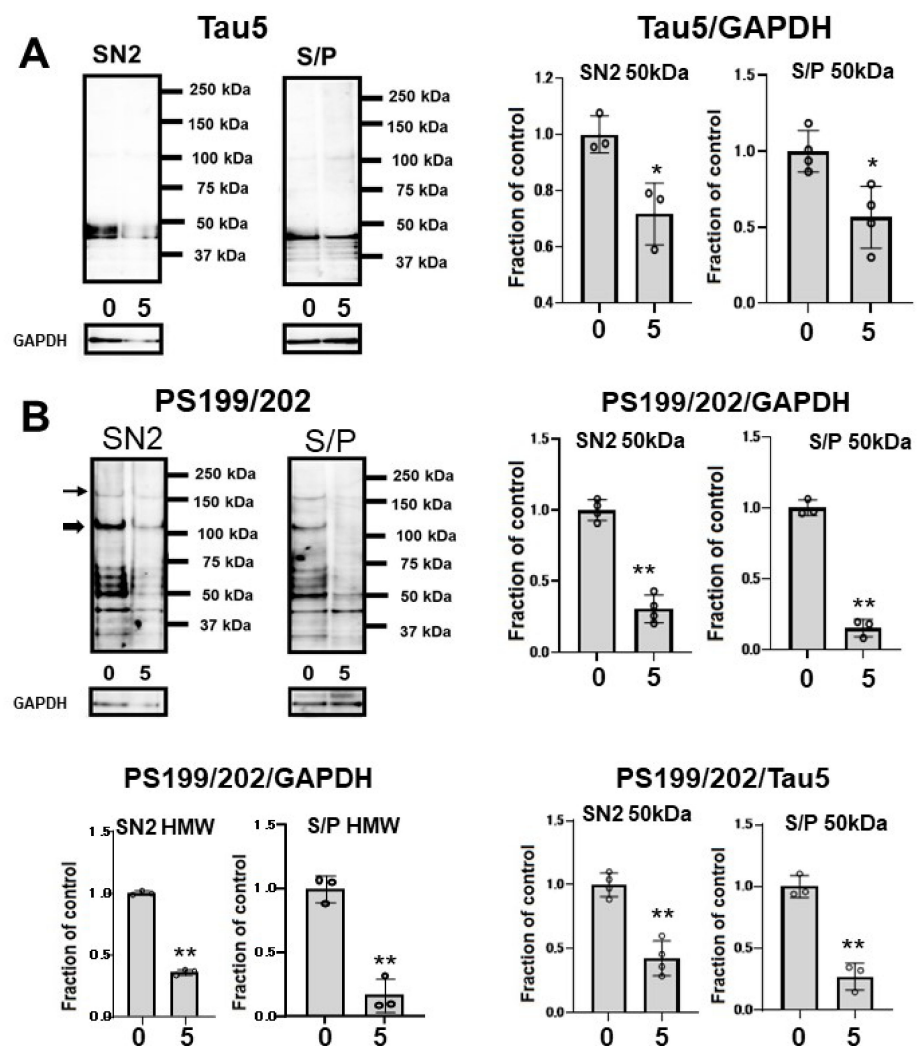 A
Tau5
SN2
S/P
250 kDa
150 kDa
100 kDa
75 kDa
50 kDa
37 kDa
250 kDa
150 kDa
100 kDa
75 kDa
50 kDa
37 kDa
0 5
0 5
GAPDH
Tau5/GAPDH
SN2 50kDa
Fraction of control
1.2
1.0
0.8
0.6
0.4
*
0 5
S/P 50kDa
1.5
1.0
0.5
0.0
*
0 5
B
PS199/202
SN2
S/P
250 kDa
150 kDa
100 kDa
75 kDa
50 kDa
37 kDa
250 kDa
150 kDa
100 kDa
75 kDa
50 kDa
37 kDa
0 5
0 5
GAPDH
PS199/202/GAPDH
SN2 50kDa
Fraction of control
1.5
1.0
0.5
0.0
**
0 5
S/P 50kDa
1.5
1.0
0.5
0.0
**
0 5
PS199/202/GAPDH
SN2 HMW
Fraction of control
1.5
1.0
0.5
0.0
**
0 5
S/P HMW
Fraction of control
1.5
1.0
0.5
0.0
**
0 5
PS199/202/Tau5
SN2 50kDa
Fraction of control
1.5
1.0
0.5
0.0
**
0 5
S/P 50kDa
1.5
1.0
0.5
0.0
**
0 5